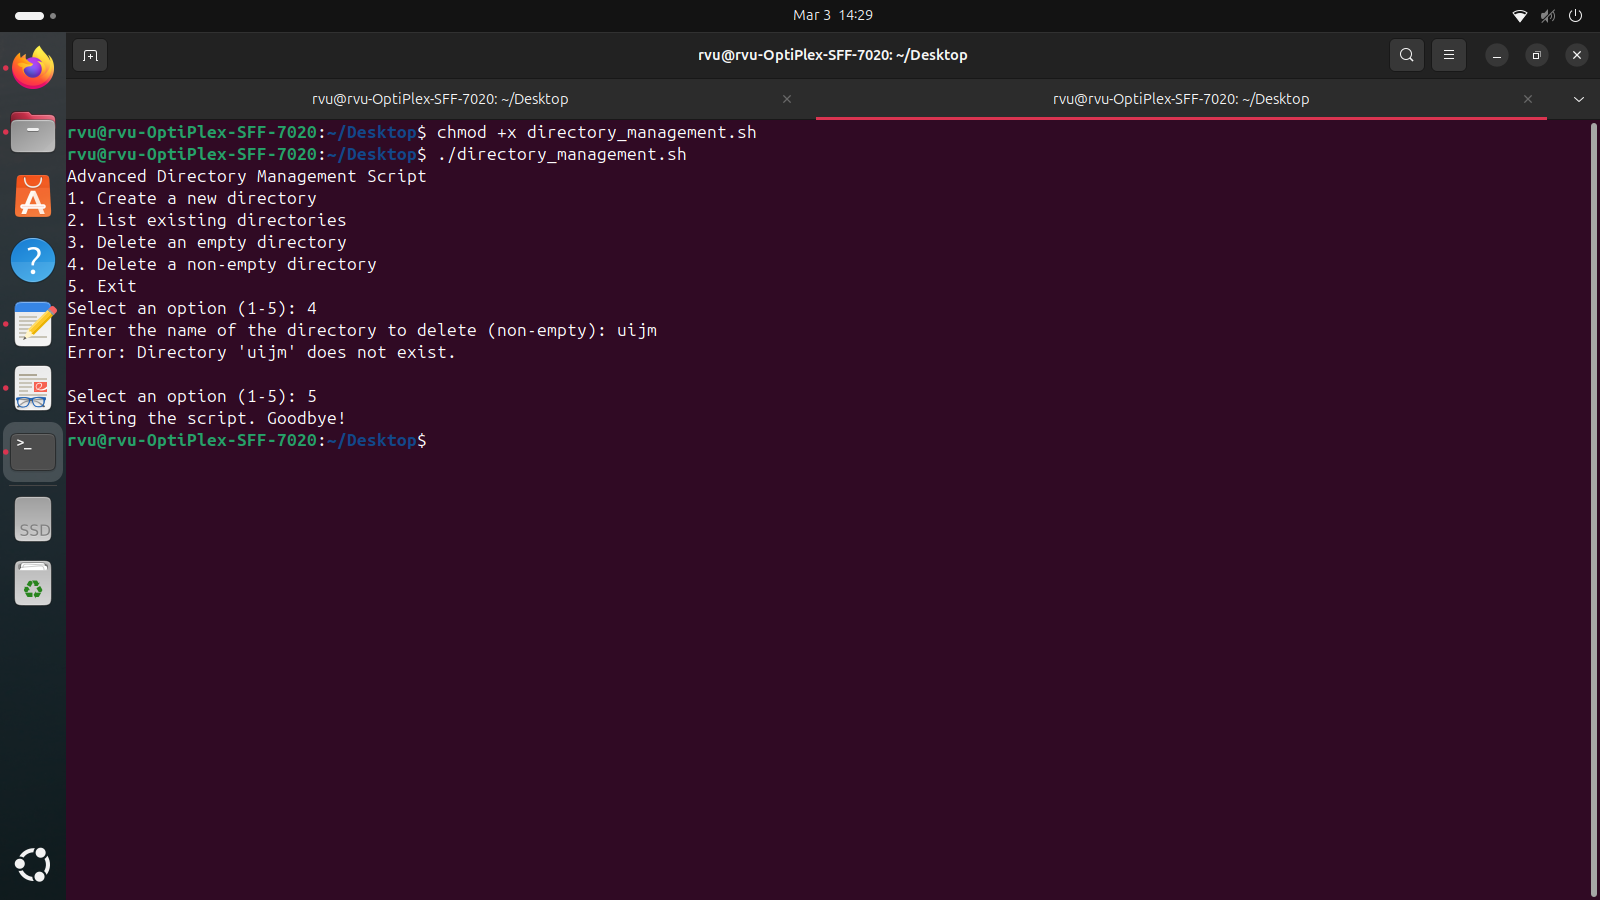 Mar 3 14:29
rvu@rvu-OptiPlex-SFF-7020: ~/Desktop
rvu@rvu-OptiPlex-SFF-7020: ~/Desktop
rvu@rvu-OptiPlex-SFF-7020: ~/Desktop
rvu@rvu-OptiPlex-SFF-7020:~/Desktop$ chmod +x directory_management.sh
rvu@rvu-OptiPlex-SFF-7020:~/Desktop$ ./directory_management.sh
Advanced Directory Management Script
1. Create a new directory
2. List existing directories
3. Delete an empty directory
4. Delete a non-empty directory
5. Exit
Select an option (1-5): 4
Enter the name of the directory to delete (non-empty): uijm
Error: Directory 'uijm' does not exist.
Select an option (1-5): 5
Exiting the script. Goodbye!
rvu@rvu-OptiPlex-SFF-7020:~/Desktop$
SSD